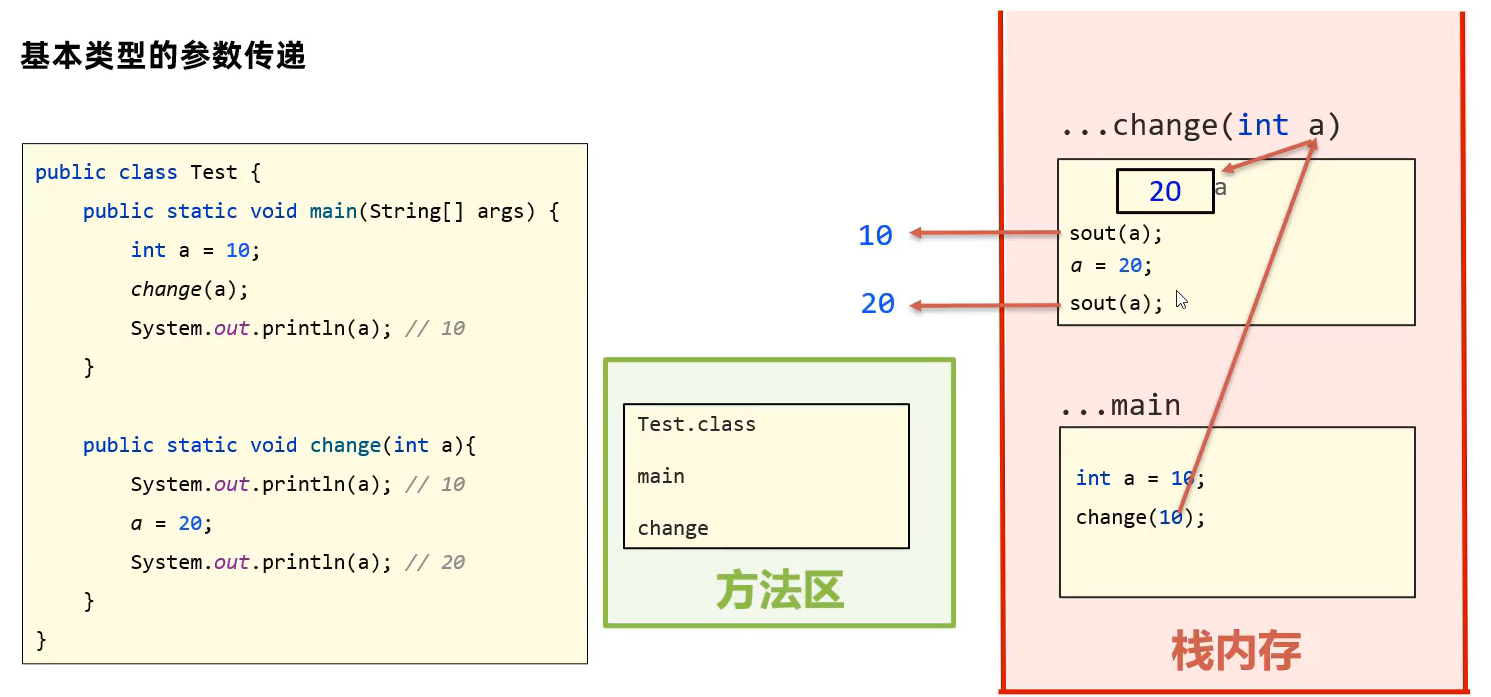 基本类型的参数传递
public class Test {
public static void main(String[] args) {
int a = 10;
change(a);
System.out.println(a); // 10
}
public static void change(int a){
System.out.println(a); // 10
a = 20;
System.out.println(a); // 20
}
}
Test.class
main
change
方法区
10
20
...change(int a)
20 a
sout(a);
a = 20;
sout(a);
...main
int a = 10;
change(10);
栈内存